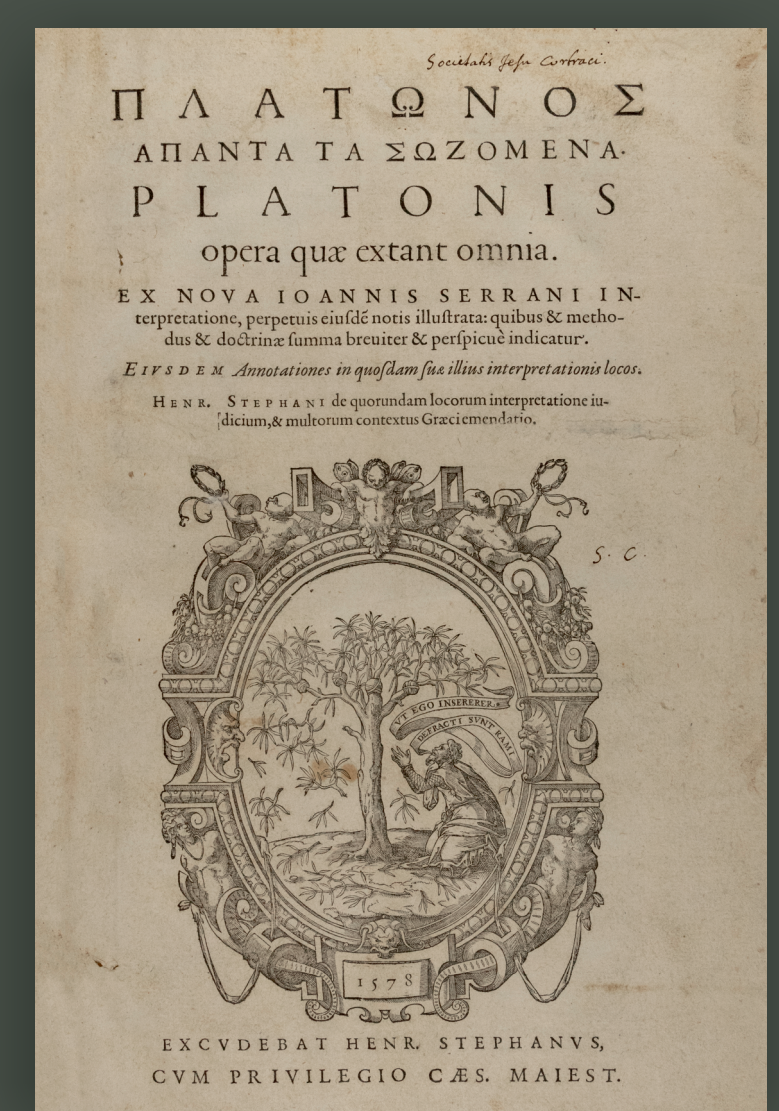 Societatis Jesu Cortraci.
ΠΛΑΤΩΝΟΣ
ΑΠΑΝΤΑ ΤΑ ΣΩΖΟΜΕΝΑ.
PLATONIS
opera quæ extant omnia.
EX NOVA IOANNIS SERRANI IN-
terpretatione, perpetuis eiuſdē notis illuſtrata: quibus & metho-
dus & doctrinæ ſumma breuiter & perſpicuè indicatur.
EIVSDEM Annotationes in quoſdam ſuæ illius interpretationis locos.
HENR. STEPHANI de quorundam locorum interpretatione iu-
dicium, & multorum contextus Græci emendatio.
S. C.
VT EGO INSERERER.
DEFRACTI SVNT RAMI
1578
EXCVDEBAT HENR. STEPHANVS,
CVM PRIVILEGIO CÆS. MAIEST.